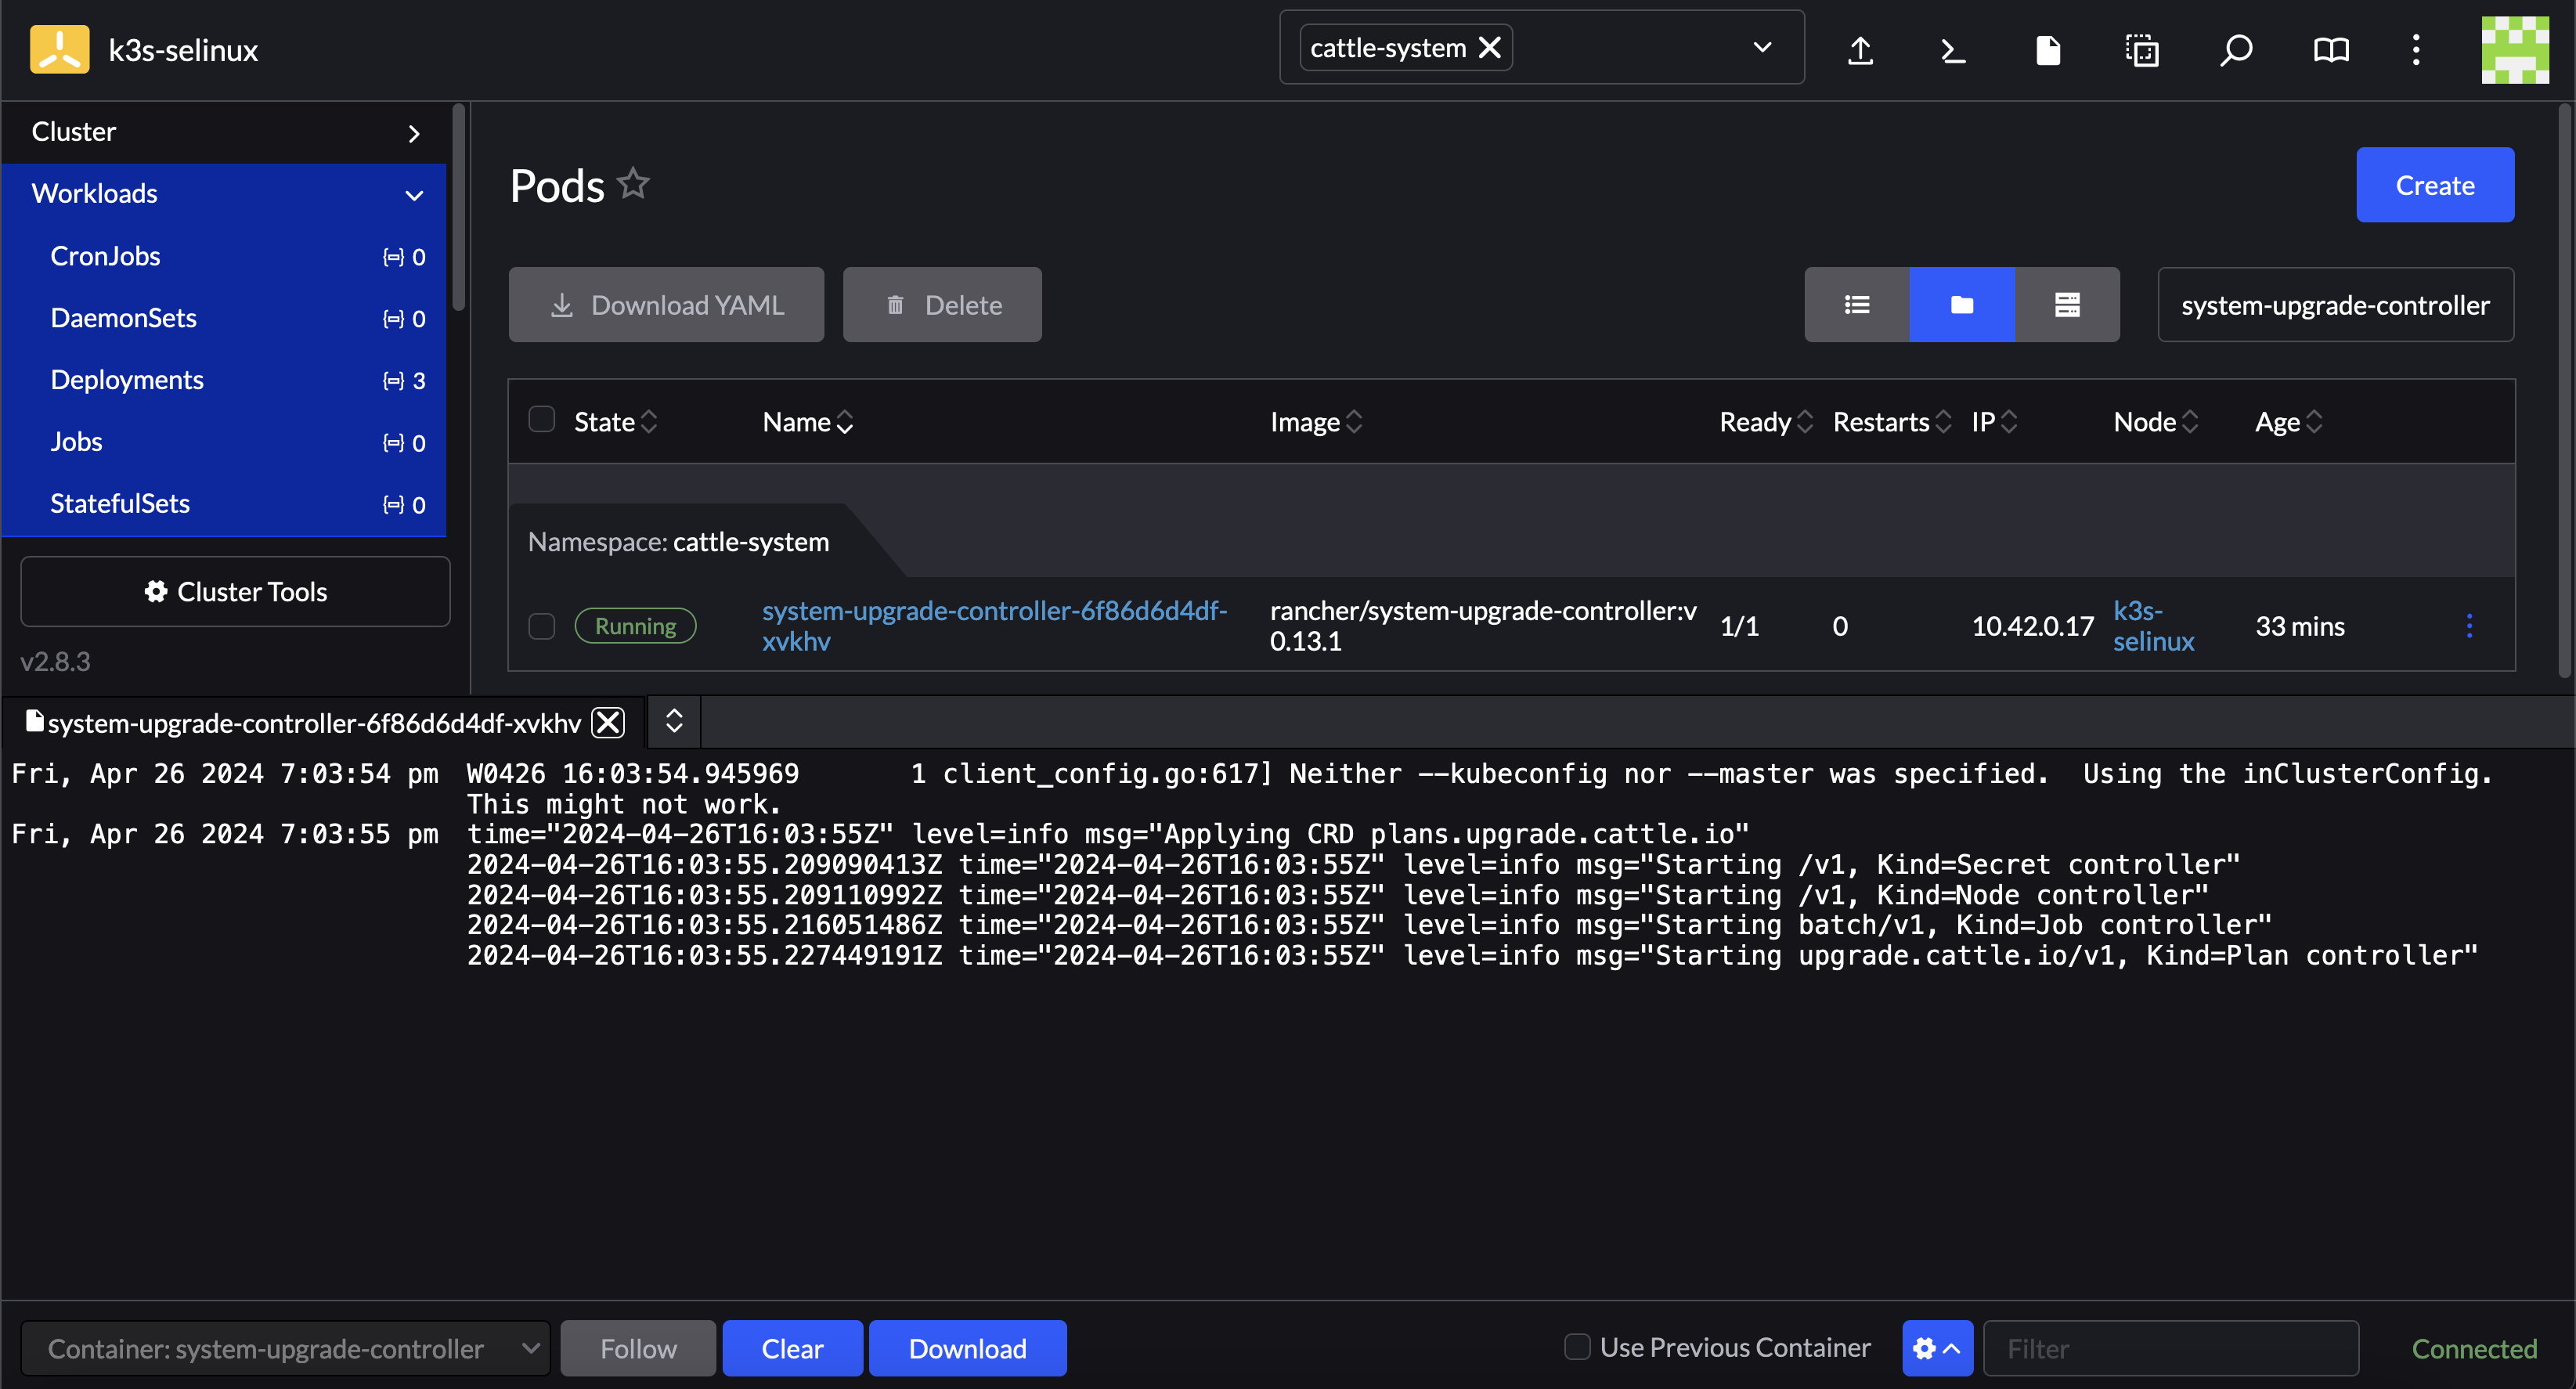 k3s-selinux
cattle-system
Cluster
Workloads
CronJobs 0
DaemonSets 0
Deployments 3
Jobs 0
StatefulSets 0
Cluster Tools
v2.8.3
Pods
Create
Download YAML
Delete
system-upgrade-controller
State Name Image Ready Restarts IP Node Age
Namespace: cattle-system
Running system-upgrade-controller-6f86d6d4df- rancher/system-upgrade-controller:v 1/1 0 10.42.0.17 k3s- 33 mins
xvkhv 0.13.1 selinux
system-upgrade-controller-6f86d6d4df-xvkhv
Fri, Apr 26 2024 7:03:54 pm W0426 16:03:54.945969 1 client_config.go:617] Neither --kubeconfig nor --master was specified. Using the inClusterConfig.
This might not work.
Fri, Apr 26 2024 7:03:55 pm time="2024-04-26T16:03:55Z" level=info msg="Applying CRD plans.upgrade.cattle.io"
2024-04-26T16:03:55.209090413Z time="2024-04-26T16:03:55Z" level=info msg="Starting /v1, Kind=Secret controller"
2024-04-26T16:03:55.209110992Z time="2024-04-26T16:03:55Z" level=info msg="Starting /v1, Kind=Node controller"
2024-04-26T16:03:55.216051486Z time="2024-04-26T16:03:55Z" level=info msg="Starting batch/v1, Kind=Job controller"
2024-04-26T16:03:55.227449191Z time="2024-04-26T16:03:55Z" level=info msg="Starting upgrade.cattle.io/v1, Kind=Plan controller"
Container: system-upgrade-controller
Follow
Clear
Download
Use Previous Container
Filter
Connected